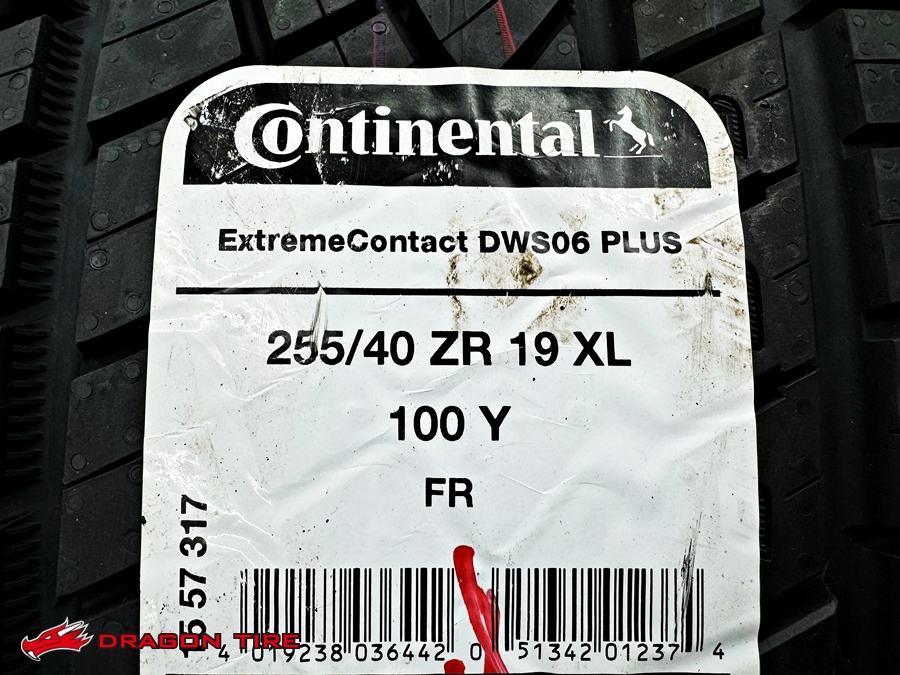 Continental
ExtremeContact DWS06 PLUS
255/40 ZR 19 XL
100 Y
FR
15 57 317
4 019238 036442 0 51342 01237 4
DRAGON TIRE